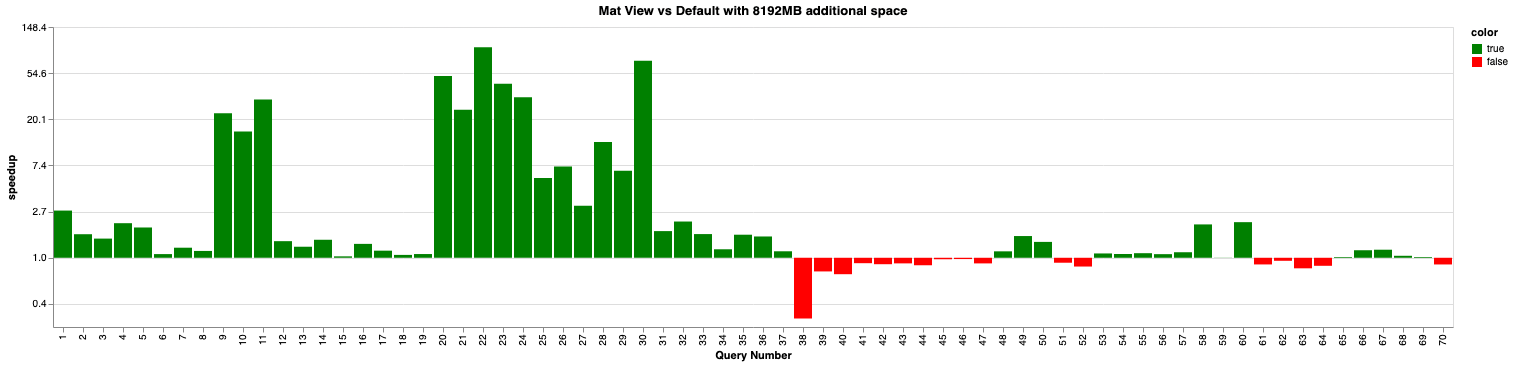 Mat View vs Default with 8192MB additional space
148.4
54.6
20.1
7.4
2.7
1.0
0.4
speedup
1 2 3 4 5 6 7 8 9 10 11 12 13 14 15 16 17 18 19 20 21 22 23 24 25 26 27 28 29 30 31 32 33 34 35 36 37 38 39 40 41 42 43 44 45 46 47 48 49 50 51 52 53 54 55 56 57 58 59 60 61 62 63 64 65 66 67 68 69 70
Query Number
color
true
false